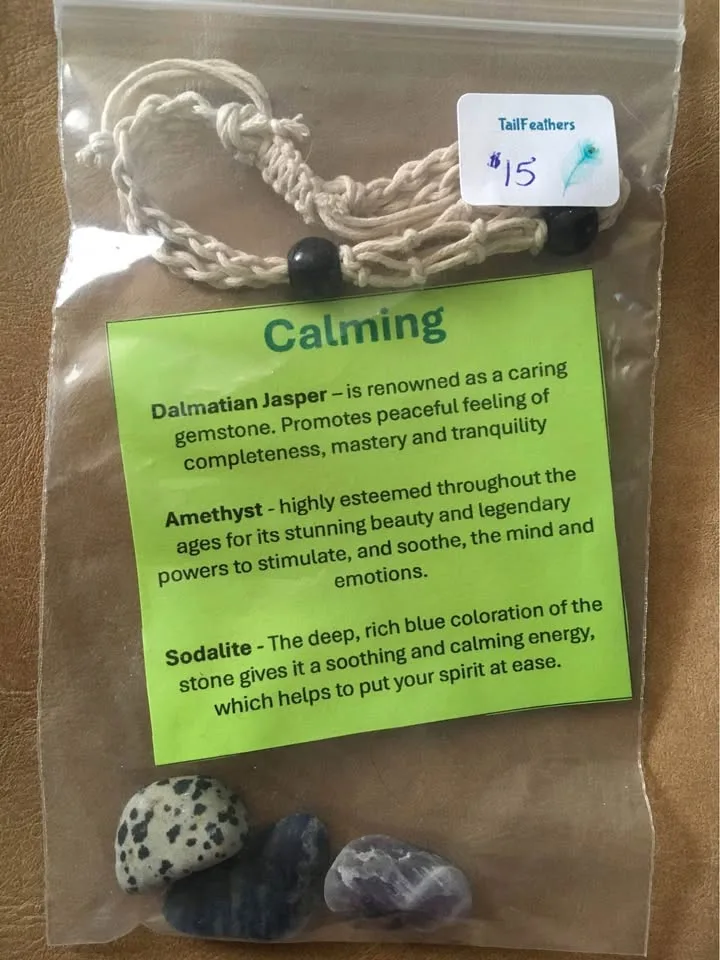 TailFeathers
$15
Calming
Dalmatian Jasper – is renowned as a caring
gemstone. Promotes peaceful feeling of
completeness, mastery and tranquility
Amethyst - highly esteemed throughout the
ages for its stunning beauty and legendary
powers to stimulate, and soothe, the mind and
emotions.
Sodalite - The deep, rich blue coloration of the
stone gives it a soothing and calming energy,
which helps to put your spirit at ease.